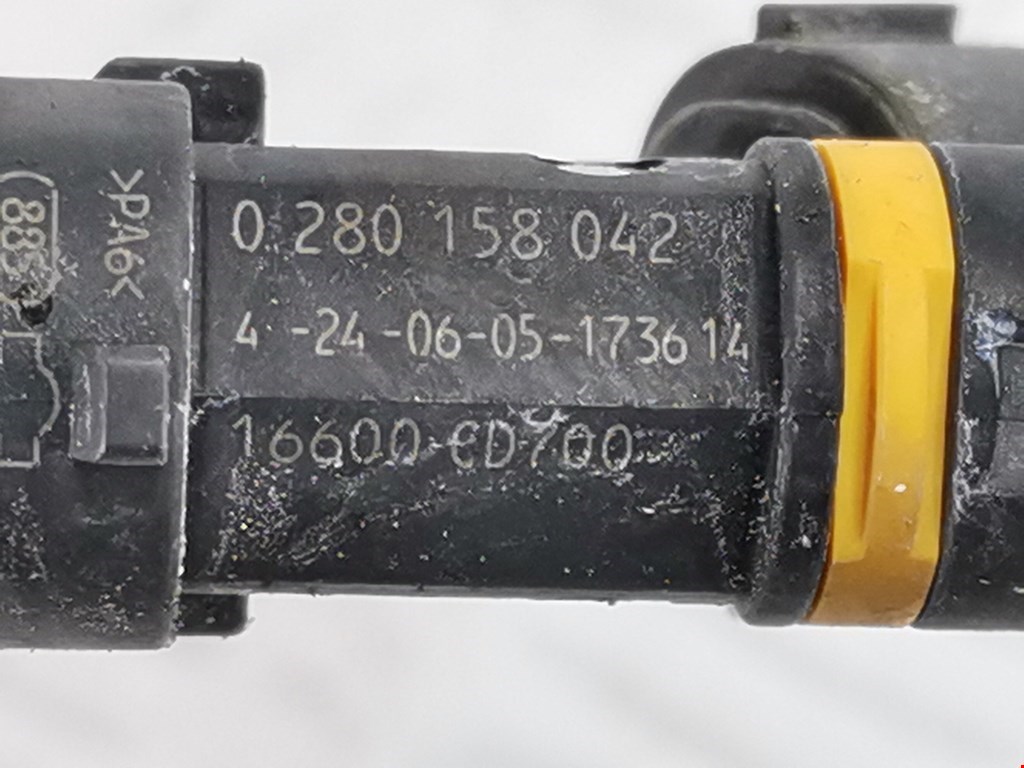 0 280 158 042
4 -24 -06-05-173614
16600-CD700
>PA6<